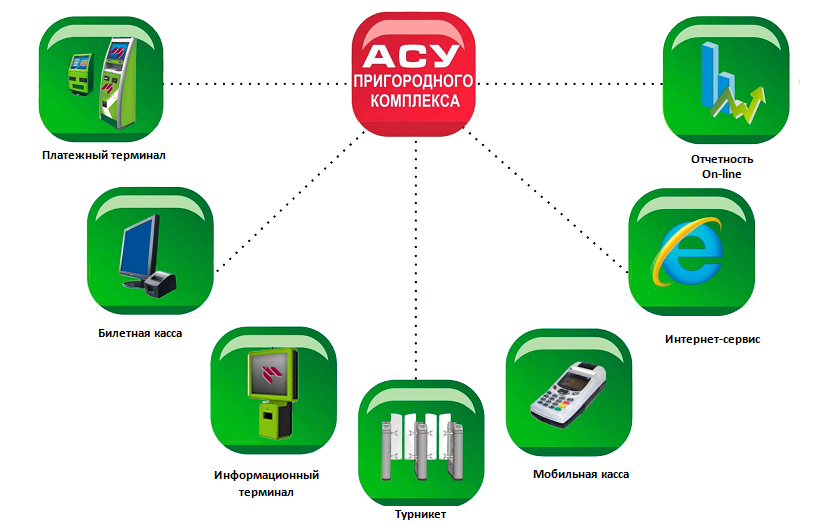 АСУ
ПРИГОРОДНОГО
КОМПЛЕКСА
Платежный терминал
Отчетность
On-line
Билетная касса
Интернет-сервис
Информационный
терминал
Мобильная касса
Турникет